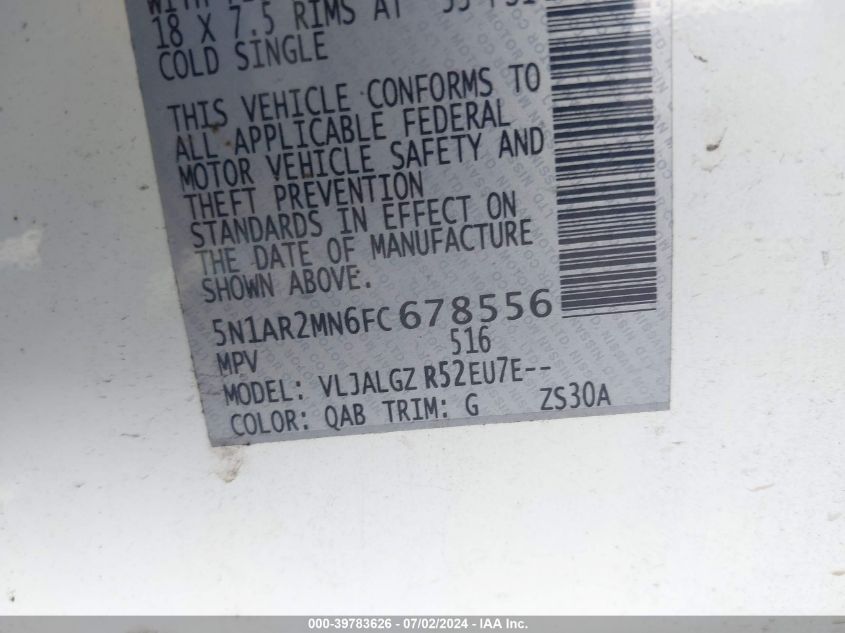 18 X 7.5 RIMS AT
COLD SINGLE
THIS VEHICLE CONFORMS TO
ALL APPLICABLE FEDERAL
MOTOR VEHICLE SAFETY AND
THEFT PREVENTION
STANDARDS IN EFFECT ON
THE DATE OF MANUFACTURE
SHOWN ABOVE.
5N1AR2MN6FC678556
MPV 516
MODEL: VLJALGZ R52EU7E--
COLOR: QAB TRIM: G ZS30A
000-39783626 - 07/02/2024 - IAA Inc.